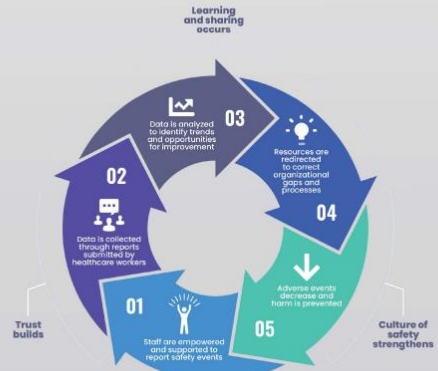 Learning
and sharing
occurs
03
Data is analyzed
to identify trends
and opportunities
for improvement
Resources are
redirected
to correct
organizational
gaps and
processes
04
02
Data is collected
through reports
submitted by
healthcare workers
Adverse events
decrease and
harm is prevented
05
01
Staff are empowered
and supported to
report safety events
Trust
builds
Culture of
safety
strengthens